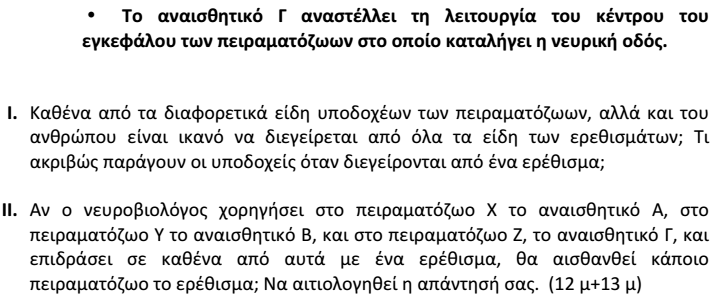 • Το αναισθητικό Γ αναστέλλει τη λειτουργία του κέντρου του
εγκεφάλου των πειραματόζωων στο οποίο καταλήγει η νευρική οδός.
I. Καθένα από τα διαφορετικά είδη υποδοχέων των πειραματόζωων, αλλά και του
ανθρώπου είναι ικανό να διεγείρεται από όλα τα είδη των ερεθισμάτων; Τι
ακριβώς παράγουν οι υποδοχείς όταν διεγείρονται από ένα ερέθισμα;
II. Αν ο νευροβιολόγος χορηγήσει στο πειραματόζωο Χ το αναισθητικό Α, στο
πειραματόζωο Υ το αναισθητικό Β, και στο πειραματόζωο Ζ, το αναισθητικό Γ, και
επιδράσει σε καθένα από αυτά με ένα ερέθισμα, θα αισθανθεί κάποιο
πειραματόζωο το ερέθισμα; Να αιτιολογηθεί η απάντησή σας. (12 μ+13 μ)